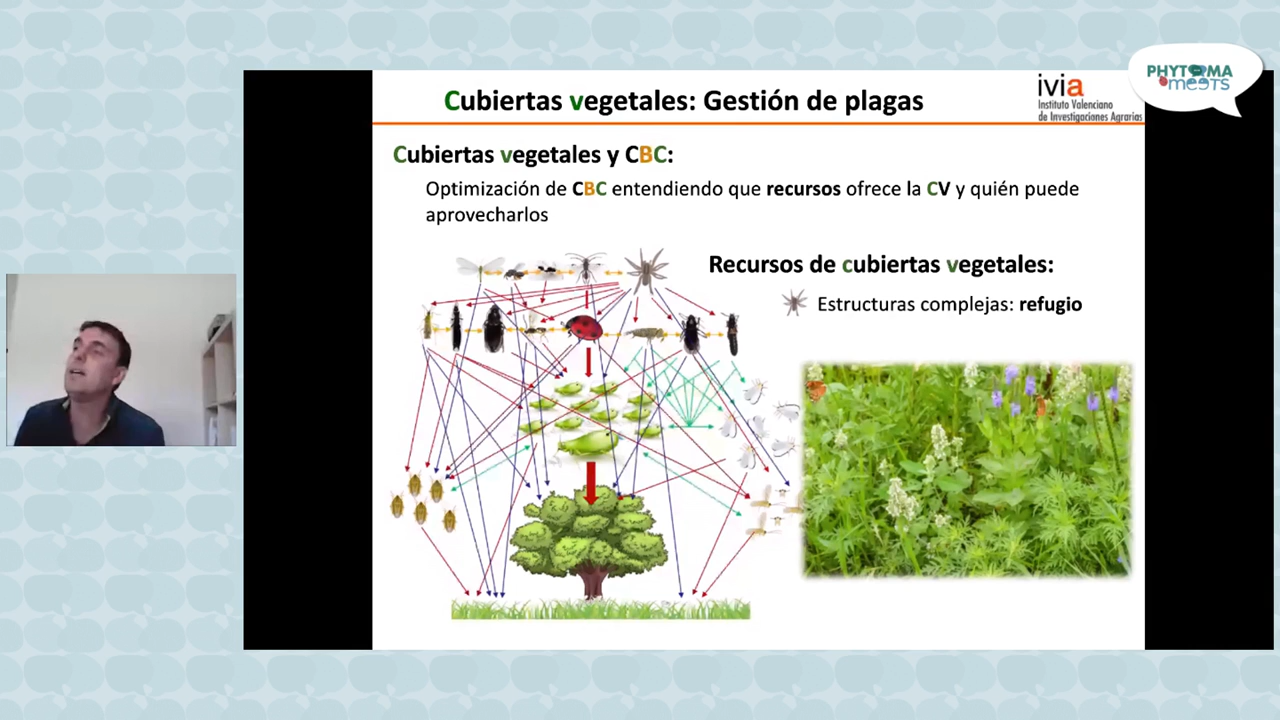 PHYTOMA
meets
Cubiertas vegetales: Gestión de plagas
ivia
Instituto Valenciano
de Investigaciones Agrarias
Cubiertas vegetales y CBC:
Optimización de CBC entendiendo que recursos ofrece la CV y quién puede
aprovecharlos
Recursos de cubiertas vegetales:
Estructuras complejas: refugio